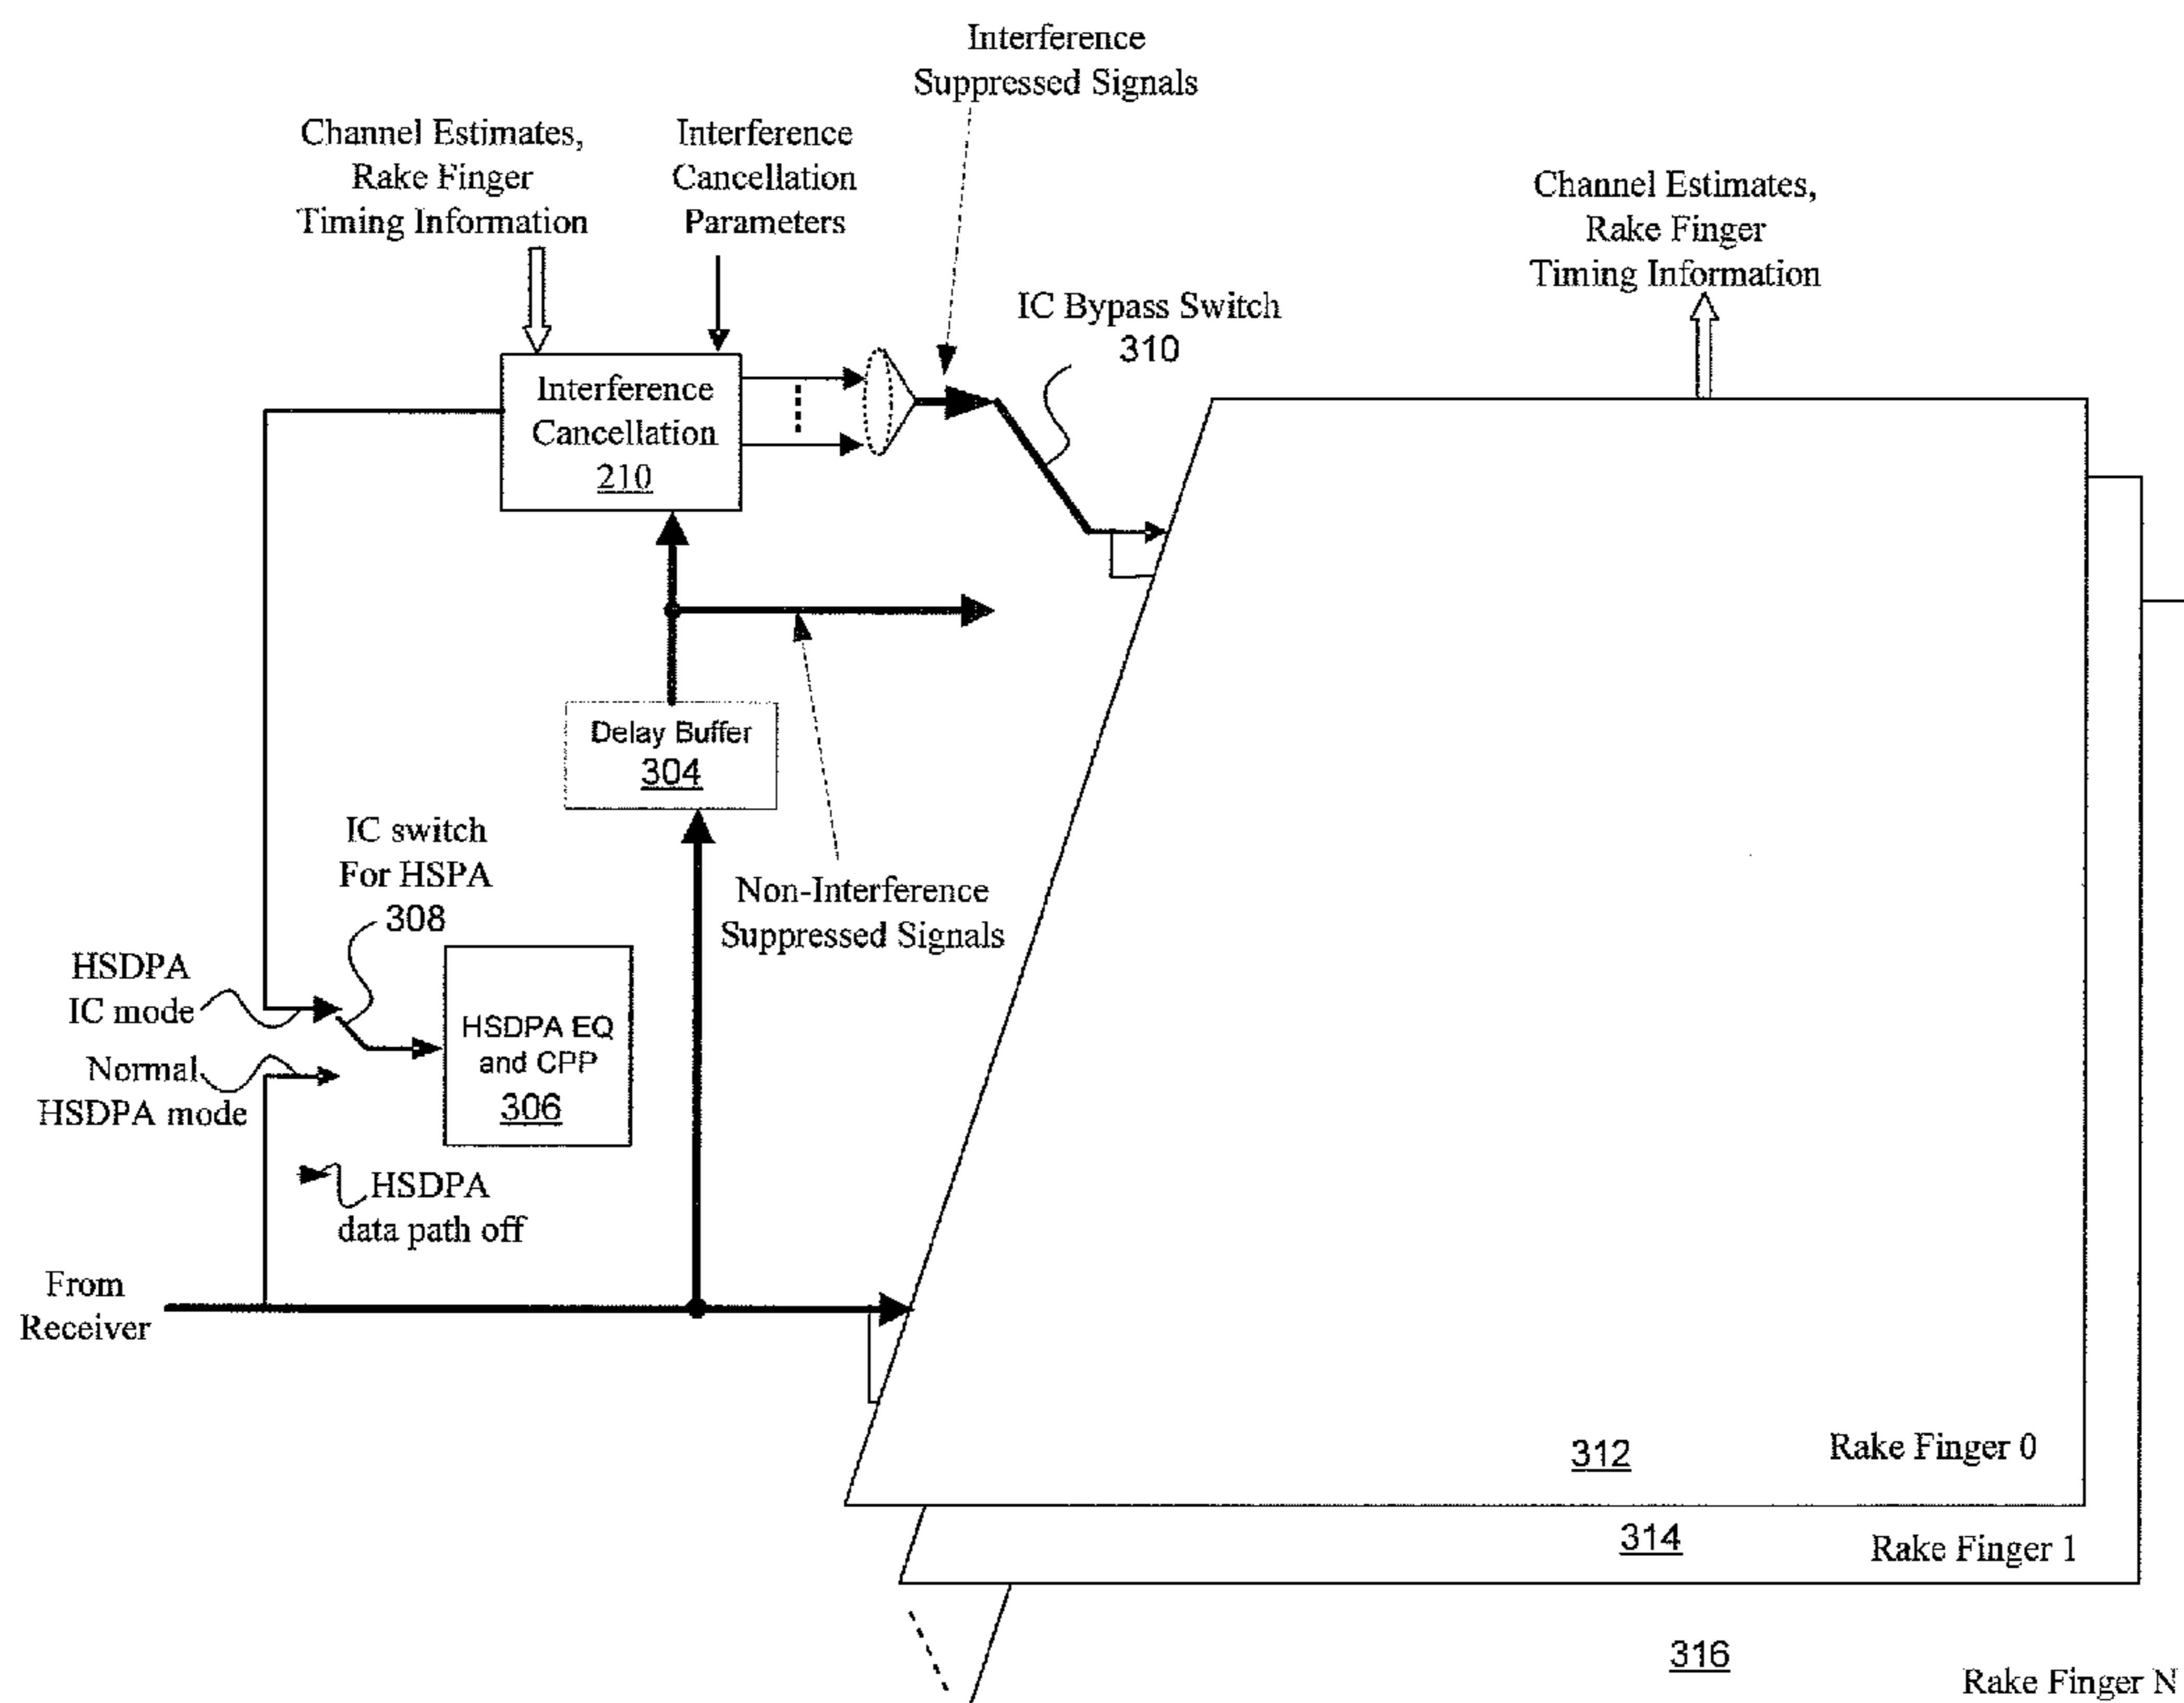 Interference
Suppressed Signals
Channel Estimates,
Rake Finger
Timing Information
Interference
Cancellation
Parameters
Channel Estimates,
Rake Finger
Timing Information
IC Bypass Switch
310
Interference
Cancellation
210
Delay Buffer
304
IC switch
For HSPA
308
Non-Interference
Suppressed Signals
HSDPA
IC mode
Normal
HSDPA mode
HSDPA EQ
and CPP
306
HSDPA
data path off
From
Receiver
312
Rake Finger 0
314
Rake Finger 1
316
Rake Finger N